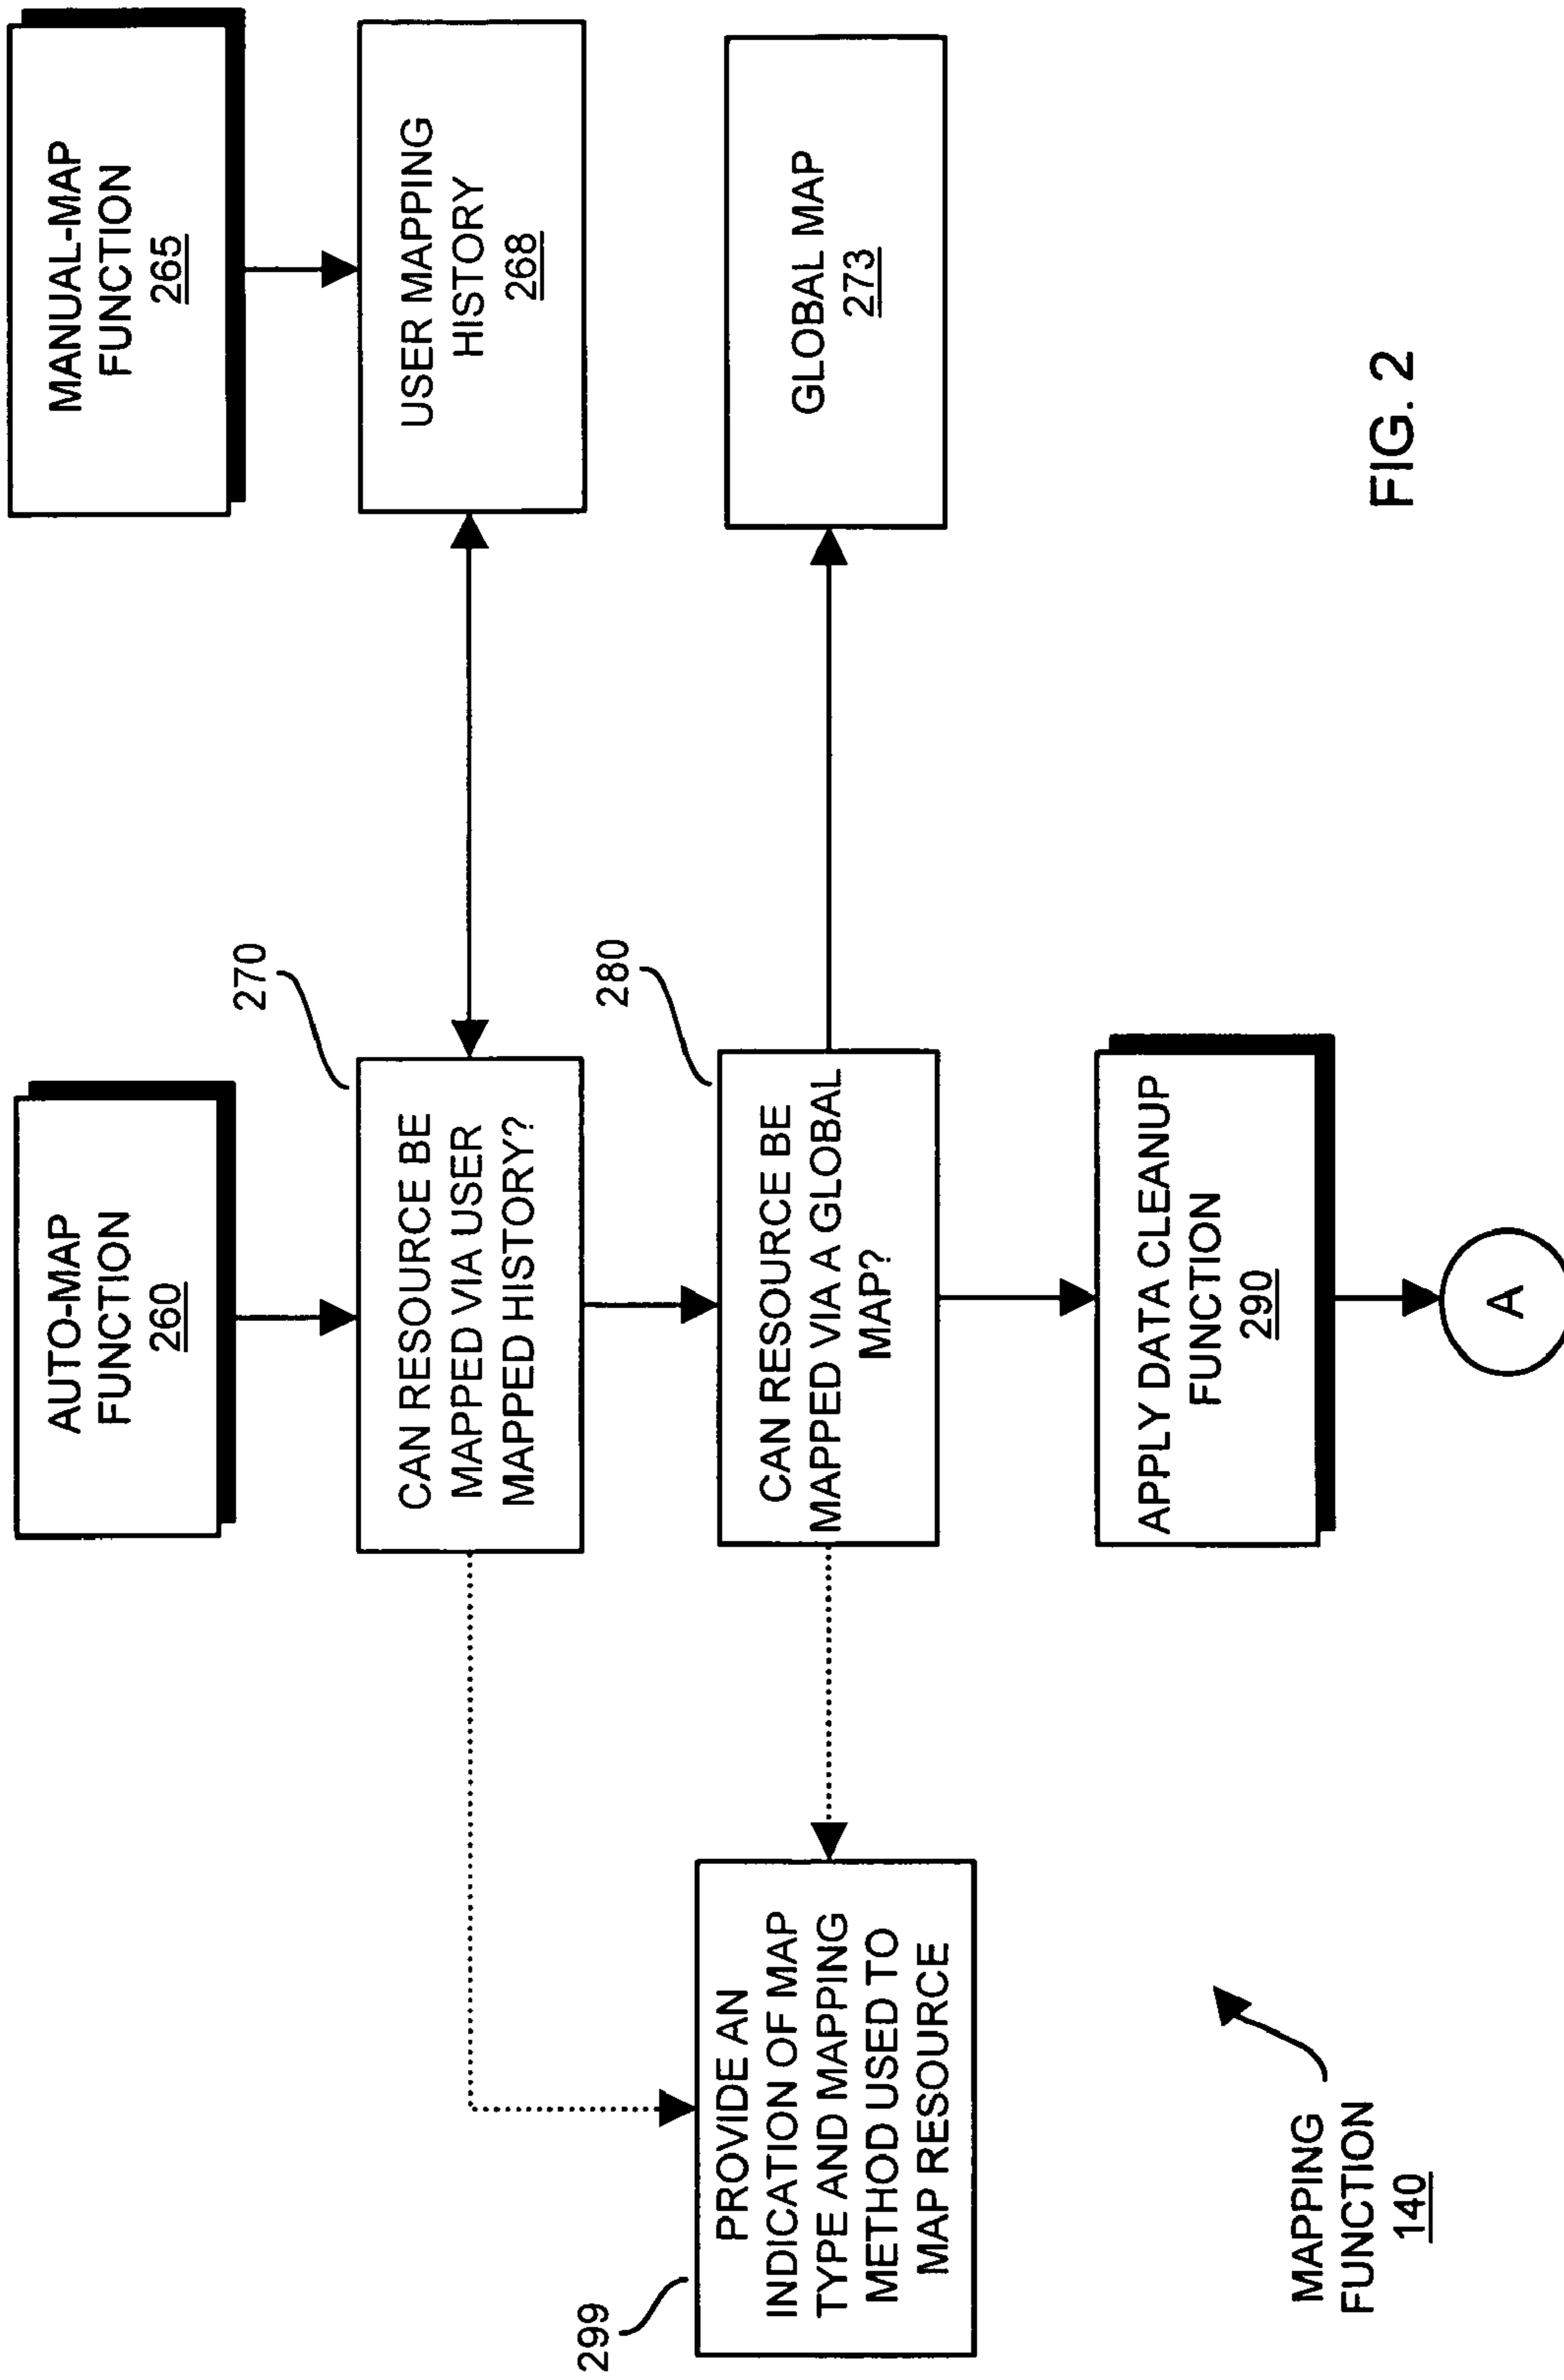 AUTO-MAP
FUNCTION
260
MANUAL-MAP
FUNCTION
265
270
CAN RESOURCE BE
MAPPED VIA USER
MAPPED HISTORY?
USER MAPPING
HISTORY
268
280
CAN RESOURCE BE
MAPPED VIA A GLOBAL
MAP?
GLOBAL MAP
273
299
PROVIDE AN
INDICATION OF MAP
TYPE AND MAPPING
METHOD USED TO
MAP RESOURCE
APPLY DATA CLEANUP
FUNCTION
290
A
MAPPING
FUNCTION
140
FIG. 2